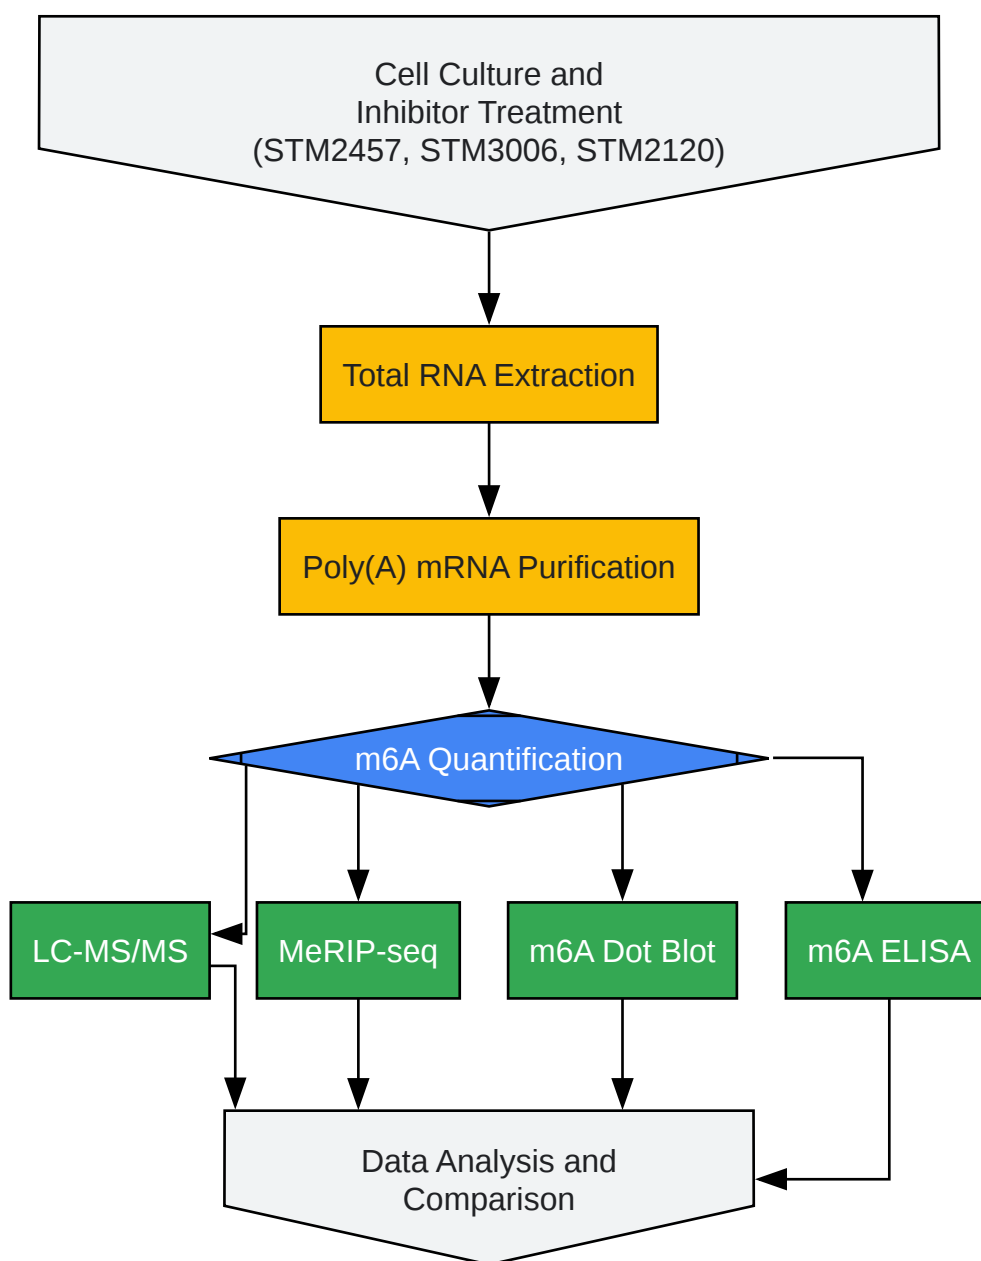 Cell Culture and
Inhibitor Treatment
(STM2457, STM3006, STM2120)
Total RNA Extraction
Poly(A) mRNA Purification
m6A Quantification
LC-MS/MS
MeRIP-seq
m6A Dot Blot
m6A ELISA
Data Analysis and
Comparison